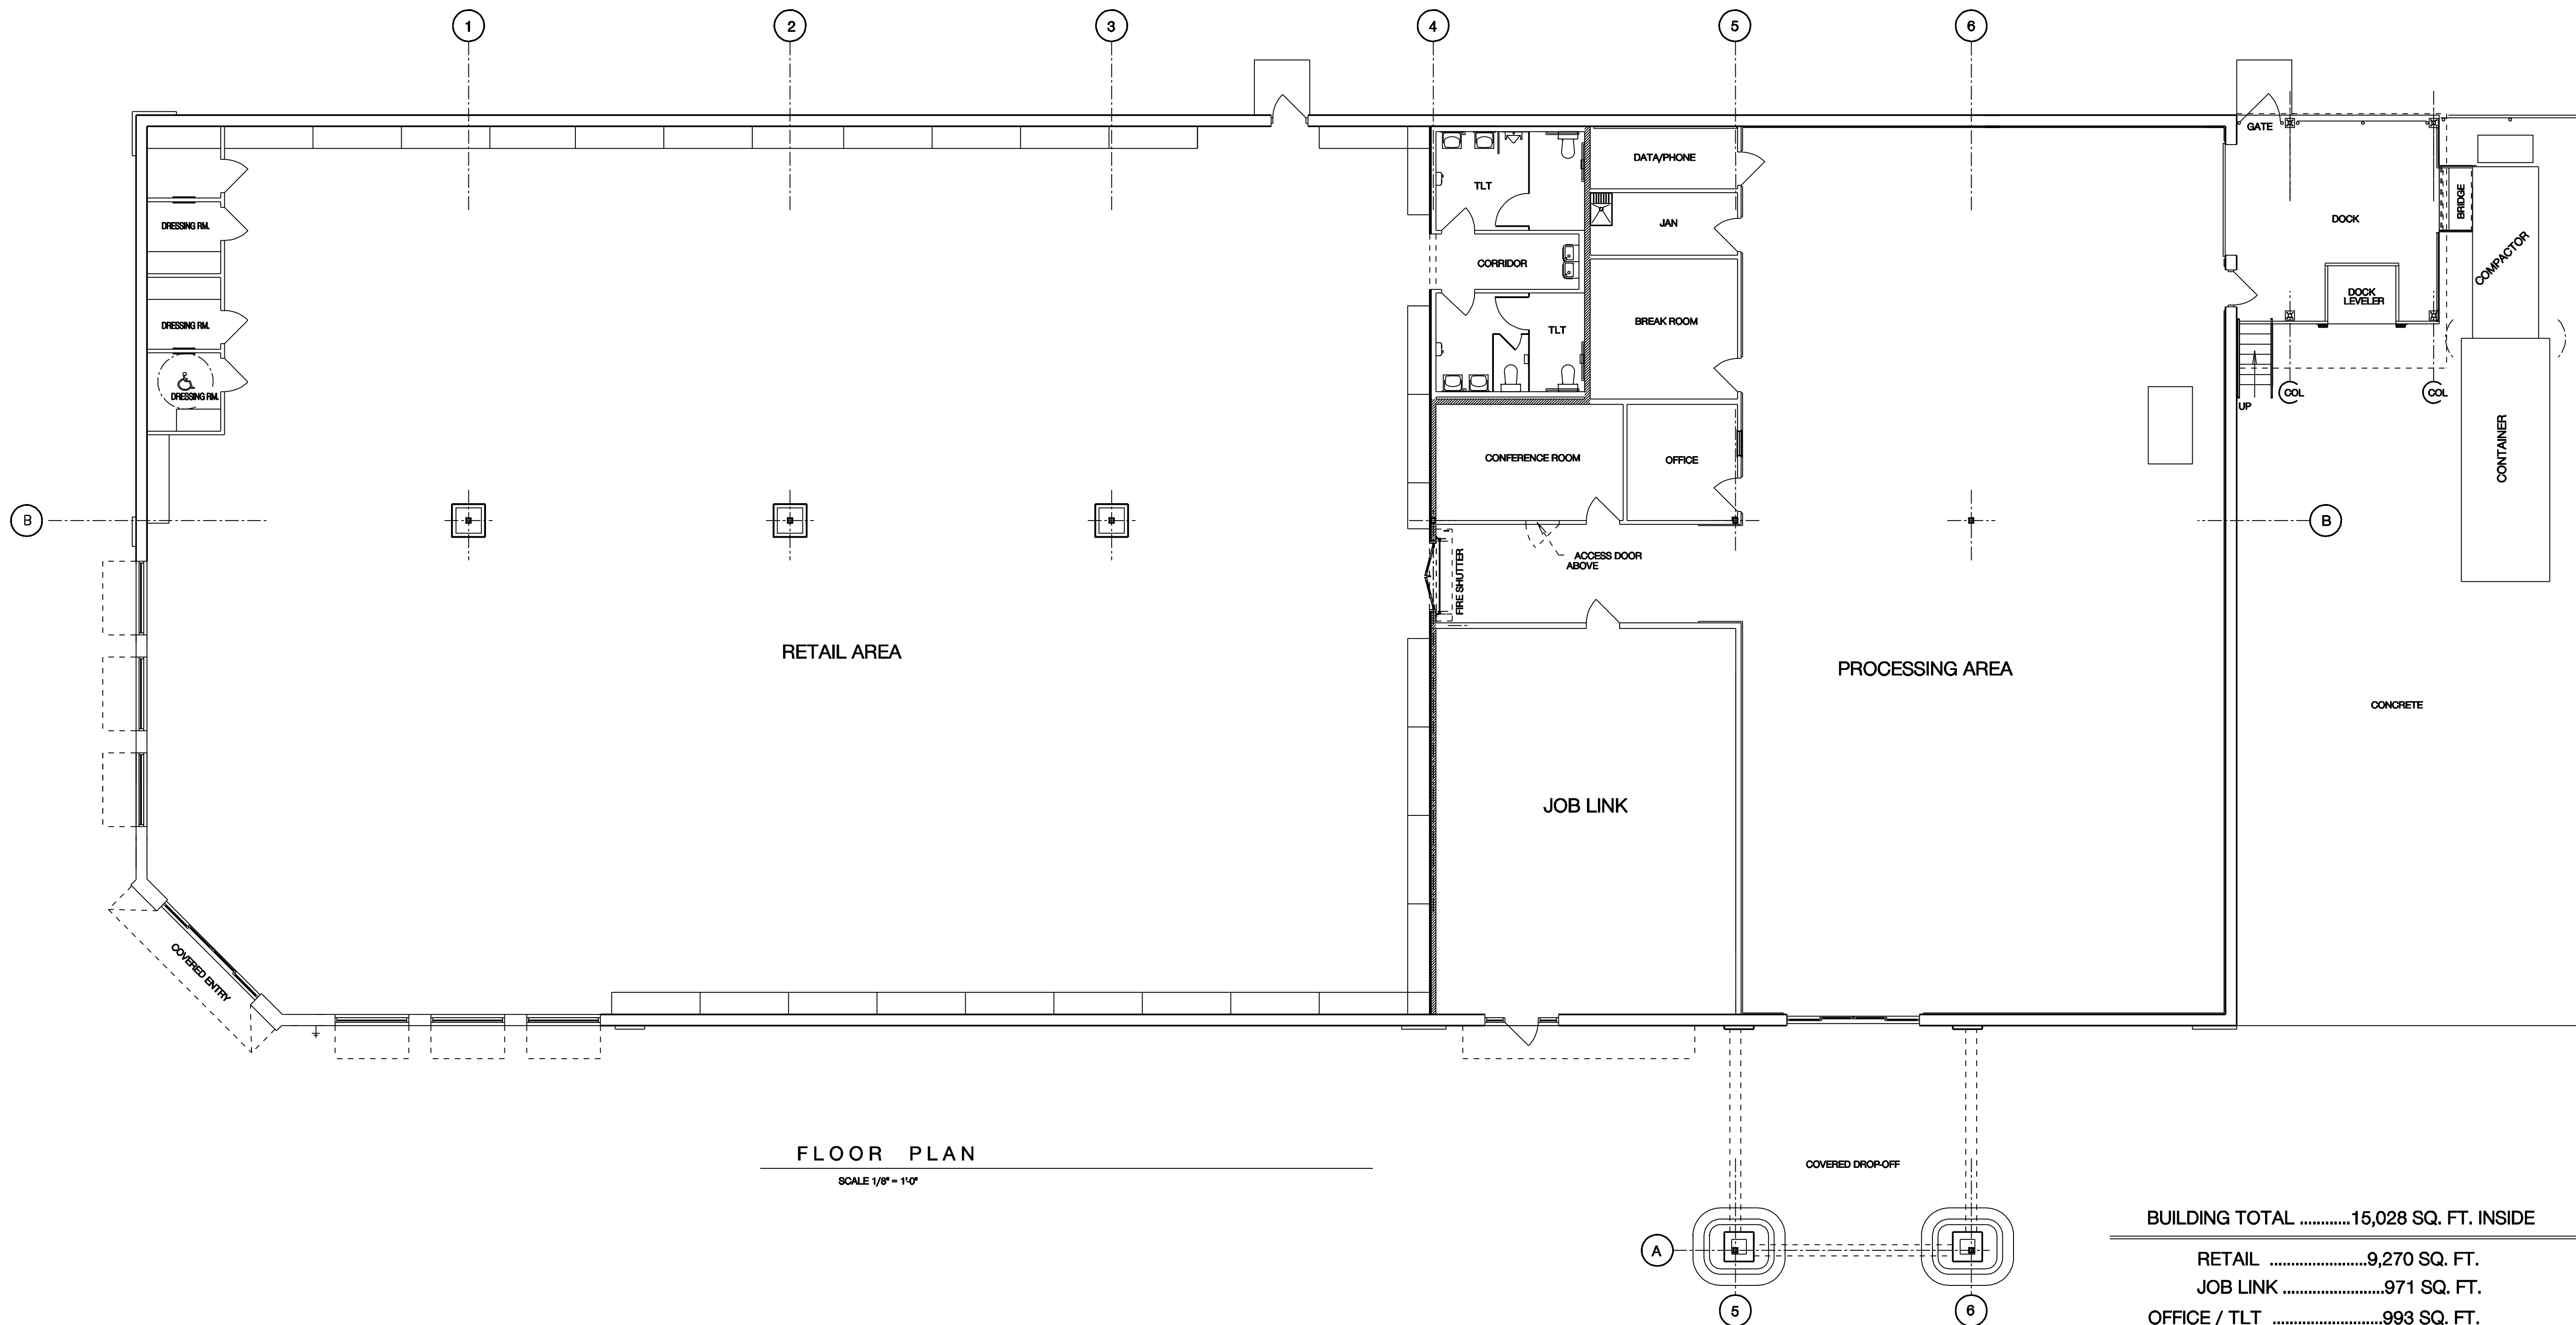 1
2
3
4
5
6
GATE
DATA/PHONE
TLT
DRESSING RM.
JAN
DOCK
BRIDGE
CORRIDOR
COMPACTOR
DOCK
LEVELER
DRESSING RM.
BREAK ROOM
TLT
DRESSING RM.
UP
COL
COL
CONFERENCE ROOM
OFFICE
CONTAINER
B
B
ACCESS DOOR
ABOVE
FIRE SHUTTER
RETAIL AREA
PROCESSING AREA
CONCRETE
JOB LINK
COVERED ENTRY
FLOOR PLAN
SCALE 1/8" = 1'-0"
COVERED DROP-OFF
A
5
6
BUILDING TOTAL ............15,028 SQ. FT. INSIDE
RETAIL .......................9,270 SQ. FT.
JOB LINK ........................971 SQ. FT.
OFFICE / TLT ..........................993 SQ. FT.